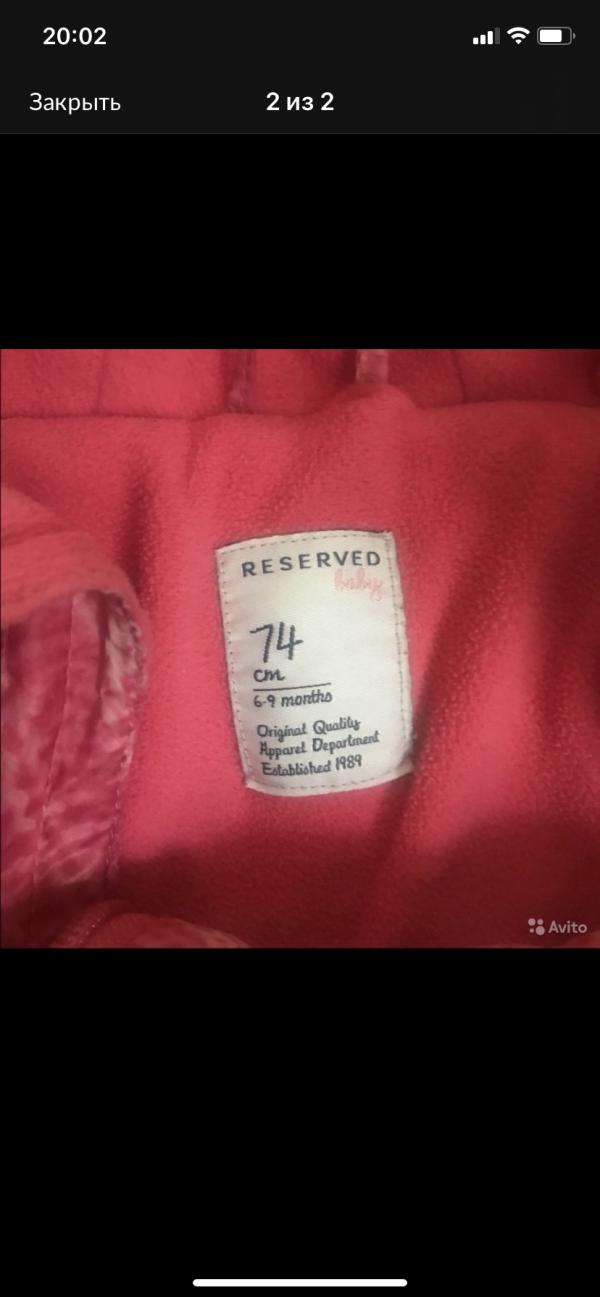 20:02
Закрыть
2 из 2
RESERVED
baby
74
cm
6-9 months
Original Quality
Apparel Department
Established 1989
Avito